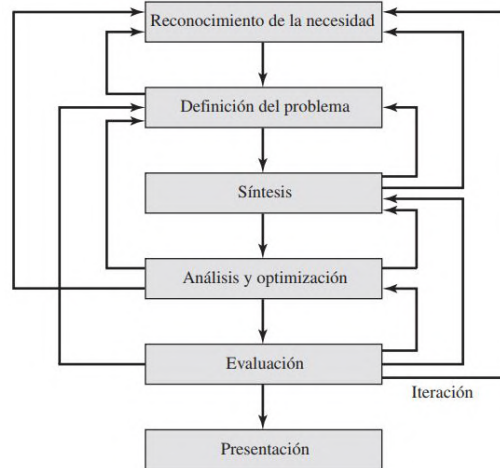 Reconocimiento de la necesidad
Definición del problema
Síntesis
Análisis y optimización
Evaluación
Iteración
Presentación